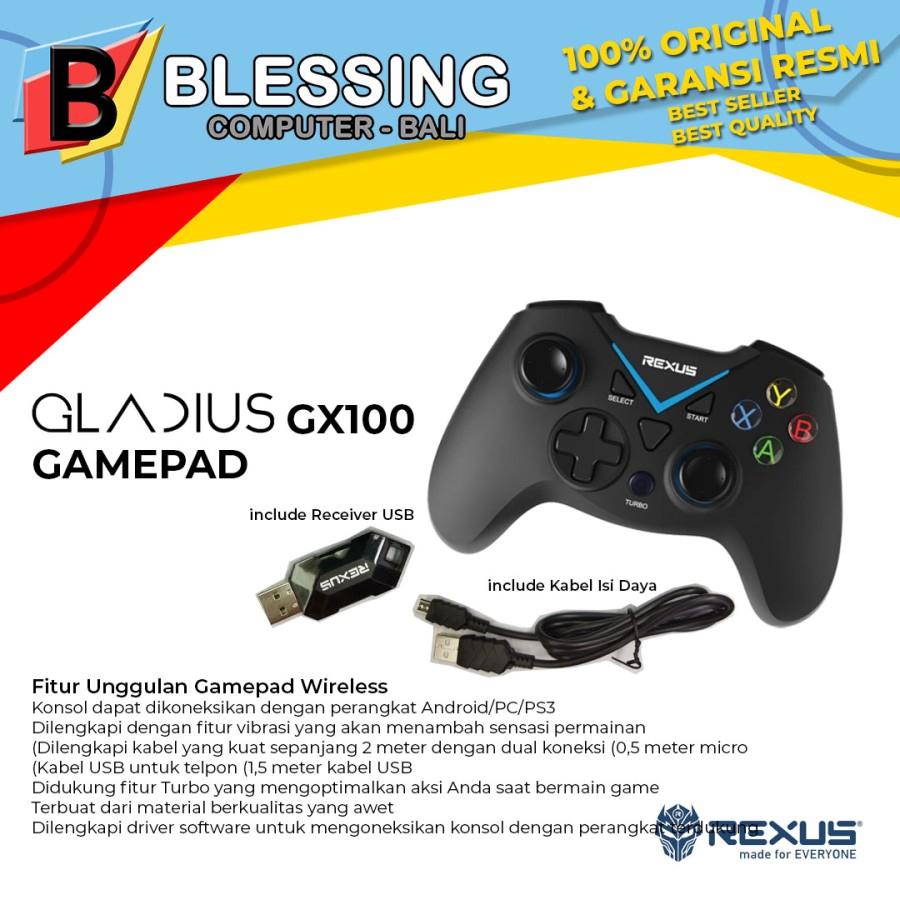 B BLESSING
COMPUTER - BALI
100% ORIGINAL
& GARANSI RESMI
BEST SELLER
BEST QUALITY
GLADIUS GX100
GAMEPAD
REXUS
SELECT
START
Y
X
B
A
TURBO
include Receiver USB
REXUS
include Kabel Isi Daya
Fitur Unggulan Gamepad Wireless
Konsol dapat dikoneksikan dengan perangkat Android/PC/PS3
Dilengkapi dengan fitur vibrasi yang akan menambah sensasi permainan
(Dilengkapi kabel yang kuat sepanjang 2 meter dengan dual koneksi (0,5 meter micro
(Kabel USB untuk telpon (1,5 meter kabel USB
Didukung fitur Turbo yang mengoptimalkan aksi Anda saat bermain game
Terbuat dari material berkualitas yang awet
Dilengkapi driver software untuk mengoneksikan konsol dengan perangkat terdukung
REXUS®
made for EVERYONE